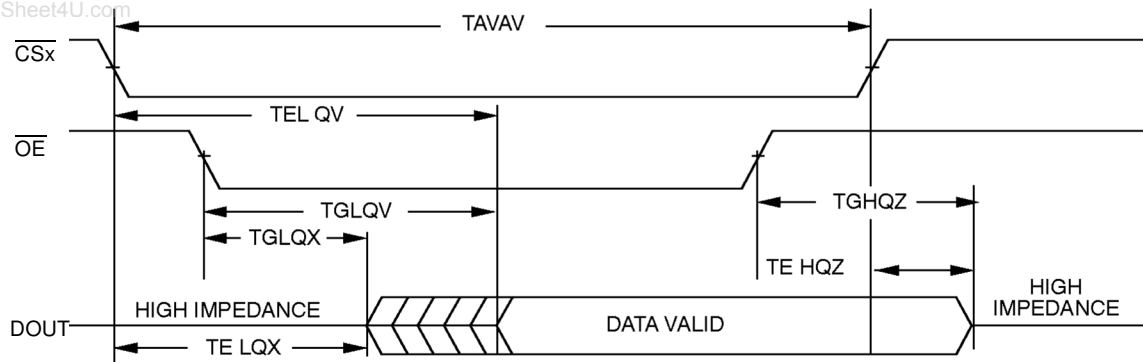 Sheet4U.com
TAVAV
CSx
TEL QV
OE
TGLQV
TGHQZ
TGLQX
TE HQZ
HIGH IMPEDANCE
HIGH
IMPEDANCE
DOUT
DATA VALID
TE LQX